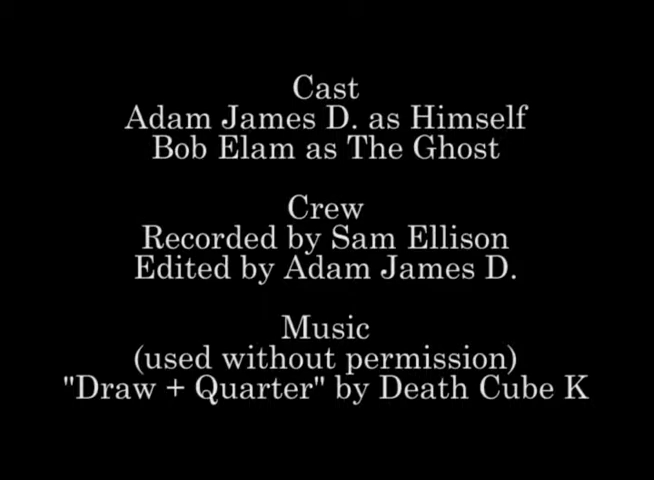 Cast
Adam James D. as Himself
Bob Elam as The Ghost
Crew
Recorded by Sam Ellison
Edited by Adam James D.
Music
(used without permission)
"Draw + Quarter" by Death Cube K